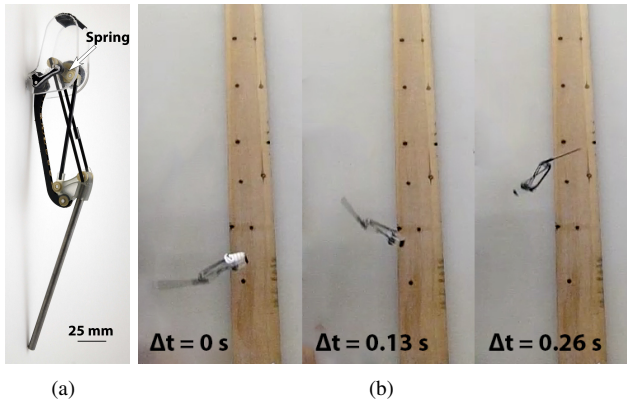 Spring
25 mm
Δt = 0 s
Δt = 0.13 s
Δt = 0.26 s
(a)
(b)